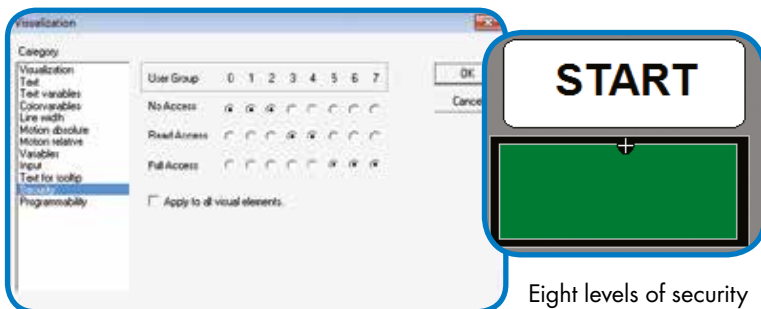 Visualization
Category
Visualization
Text
Text variables
Colorvariables
Line width
Motion absolute
Motion relative
Variables
Input
Text for tooltip
Security
Programmability
User Group 0 1 2 3 4 5 6 7
No Access
Read Access
Full Access
Apply to all visual elements.
OK
Cancel
START
Eight levels of security